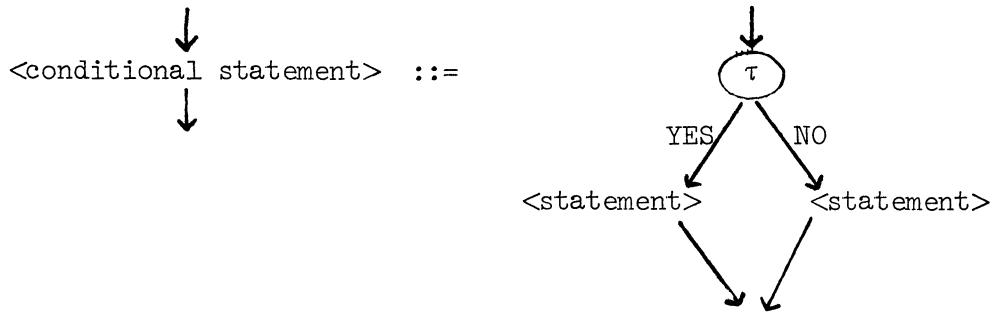 <conditional statement> ::= τ
YES NO
<statement> <statement>